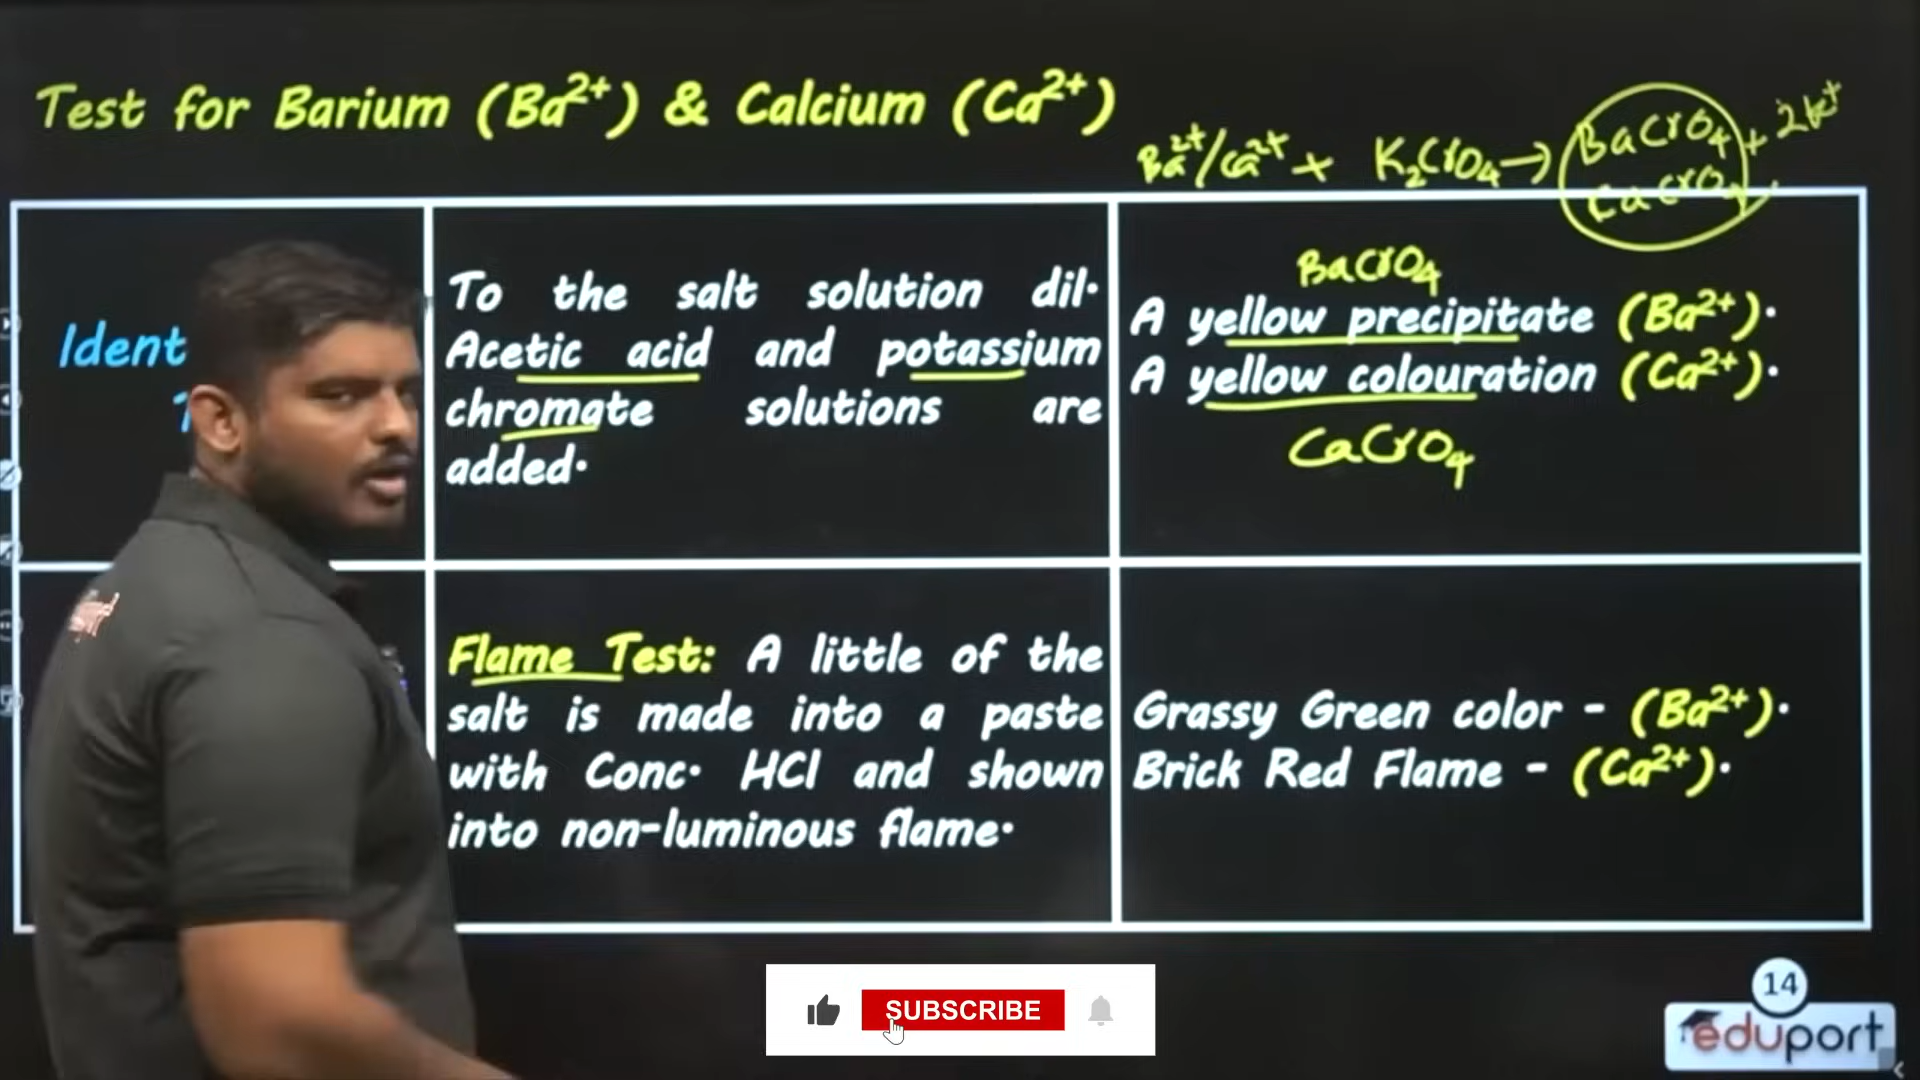 Test for Barium (Ba²⁺) & Calcium (Ca²⁺)
Ba²⁺/Ca²⁺ + K₂CrO₄ → BaCrO₄ + 2K⁺
CaCrO₄
Ident
To the salt solution dil.
Acetic acid and potassium
chromate solutions are
added.
BaCrO₄
A yellow precipitate (Ba²⁺).
A yellow colouration (Ca²⁺).
CaCrO₄
Flame Test: A little of the
salt is made into a paste
with Conc. HCl and shown
into non-luminous flame.
Grassy Green color - (Ba²⁺).
Brick Red Flame - (Ca²⁺).
SUBSCRIBE
14
eduport